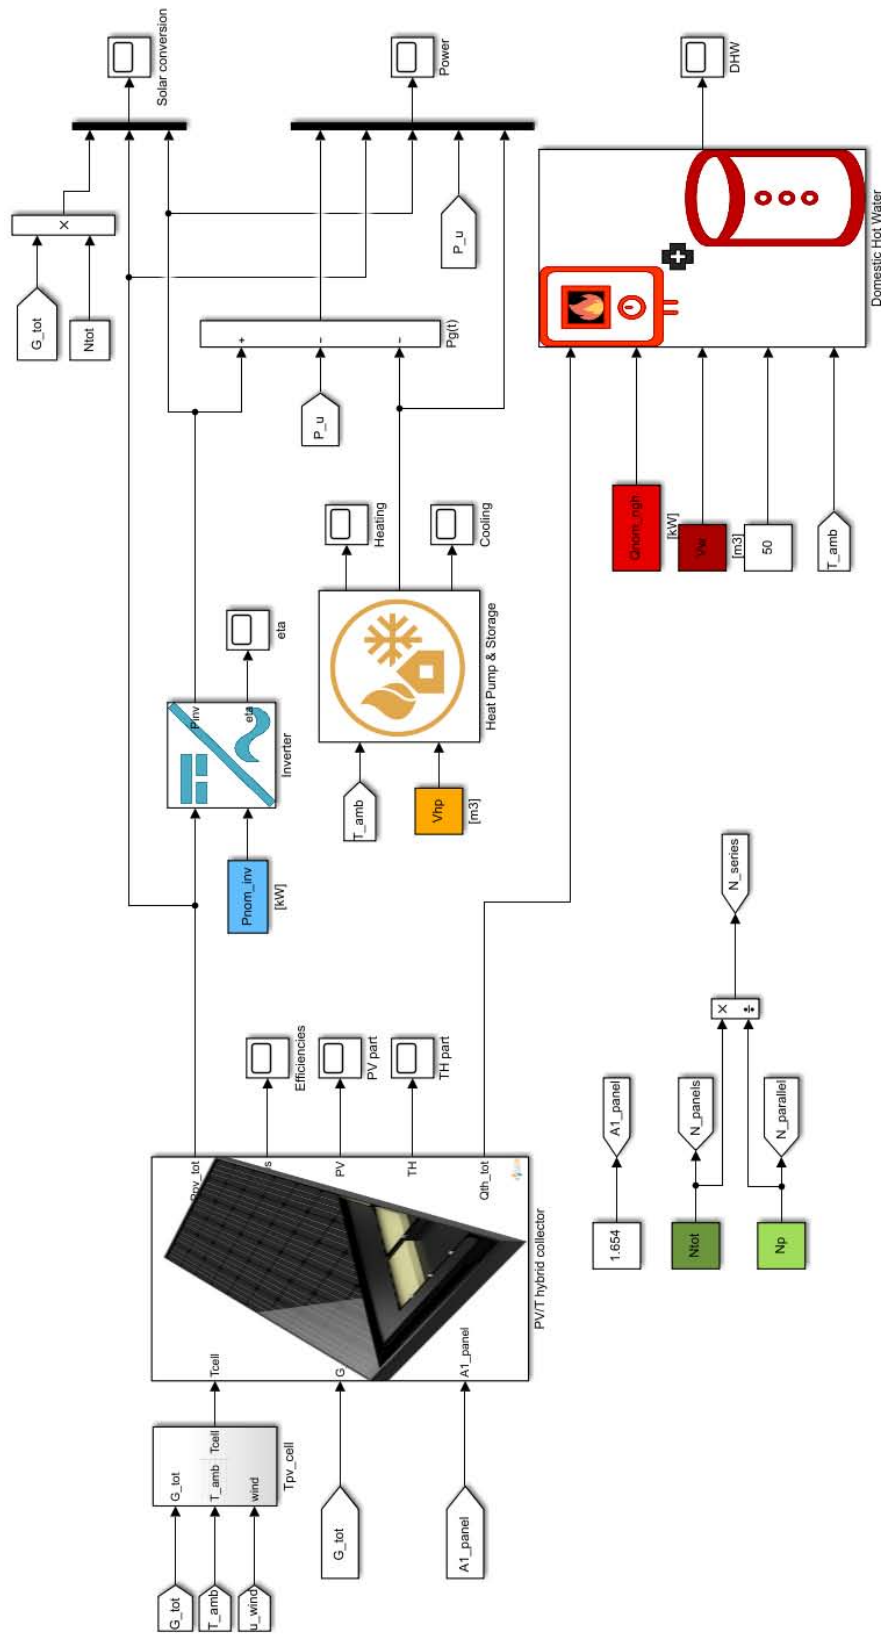 G_tot
T_amb
u_wind
G_tot
T_amb
wind
Tcell
Tpv_cell
G_tot
A1_panel
Tcell
G
A1_panel
Ppv_tot
s
PV
TH
Qth_tot
PV/T hybrid collector
Efficiencies
PV part
TH part
Pnom_inv
[kW]
Pinv
eta
Inverter
eta
T_amb
Vhp
[m3]
Heat Pump & Storage
Heating
Cooling
P_u
+
−
−
Pg(t)
G_tot
Ntot
×
Solar conversion
P_u
Power
Qnom_ngh
[kW]
Vw
[m3]
50
T_amb
Domestic Hot Water
DHW
1.654
A1_panel
Ntot
N_panels
Np
N_parallel
×
÷
N_series